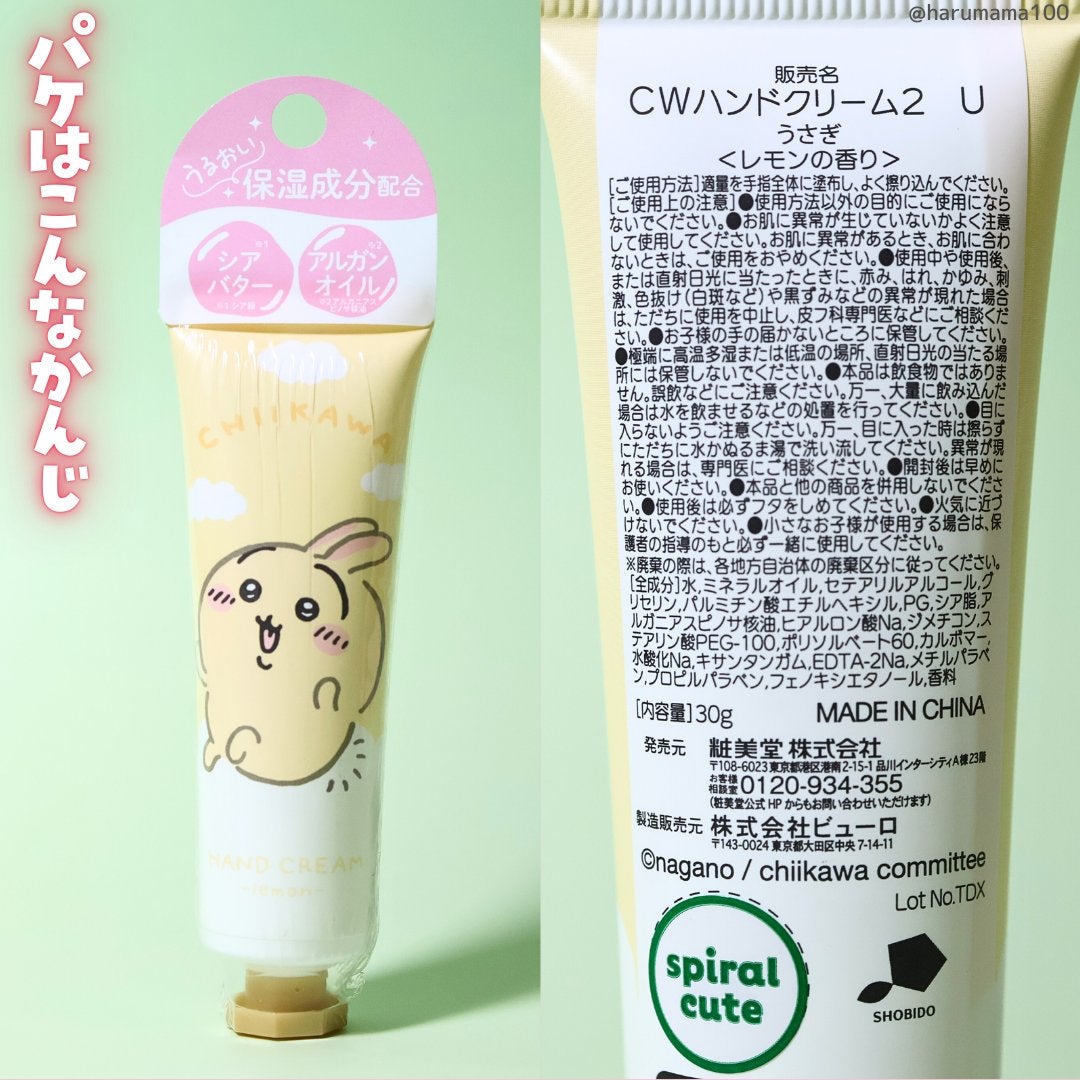 パケはこんなかんじ
うるおい
保湿成分配合
※1
シア
バター
※1 シア脂
※2
アルガン
オイル
※2アルガニアス
ピノサ核油
CHIIKAWA
HAND CREAM
-lemon-
@harumama100
販売名
CWハンドクリーム2 U
うさぎ
<レモンの香り>
[ご使用方法]適量を手指全体に塗布し、よく擦り込んでください。
[ご使用上の注意]●使用方法以外の目的にご使用になら
ないでください。●お肌に異常が生じていないかよく注意
して使用してください。お肌に異常があるとき、お肌に合わ
ないときは、ご使用をおやめください。●使用中や使用後、
または直射日光に当たったときに、赤み、はれ、かゆみ、刺
激、色抜け(白斑など)や黒ずみなどの異常が現れた場合
は、ただちに使用を中止し、皮フ科専門医などにご相談くだ
さい。●お子様の手の届かないところに保管してください。
●極端に高温多湿または低温の場所、直射日光の当たる場
所には保管しないでください。●本品は飲食物ではありま
せん。誤飲などにご注意ください。万一、大量に飲み込んだ
場合は水を飲ませるなどの処置を行ってください。●目に
入らないようご注意ください。万一、目に入った時は擦らず
にただちに水かぬるま湯で洗い流してください。異常が現
れる場合は、専門医にご相談ください。●開封後は早めに
お使いください。●本品と他の商品を併用しないでくださ
い。●使用後は必ずフタをしめてください。●火気に近づ
けないでください。●小さなお子様が使用する場合は、保
護者の指導のもと必ず一緒に使用してください。
※廃棄の際は、各地方自治体の廃棄区分に従ってください。
[全成分]水,ミネラルオイル,セテアリルアルコール,グ
リセリン,パルミチン酸エチルヘキシル,PG,シア脂,ア
ルガニアスピノサ核油,ヒアルロン酸Na,ジメチコン,ス
テアリン酸PEG-100,ポリソルベート60,カルボマー,
水酸化Na,キサンタンガム,EDTA-2Na,メチルパラベ
ン,プロピルパラベン,フェノキシエタノール,香料
[内容量]30g MADE IN CHINA
発売元 粧美堂 株式会社
〒108-6023 東京都港区港南2-15-1 品川インターシティA棟 23階
お客様相談室 0120-934-355
(粧美堂公式 HP からもお問い合わせいただけます)
製造販売元 株式会社ビューロ
〒143-0024 東京都大田区中央 7-14-11
©nagano / chiikawa committee
Lot No.TDX
spiral
cute
SHOBIDO